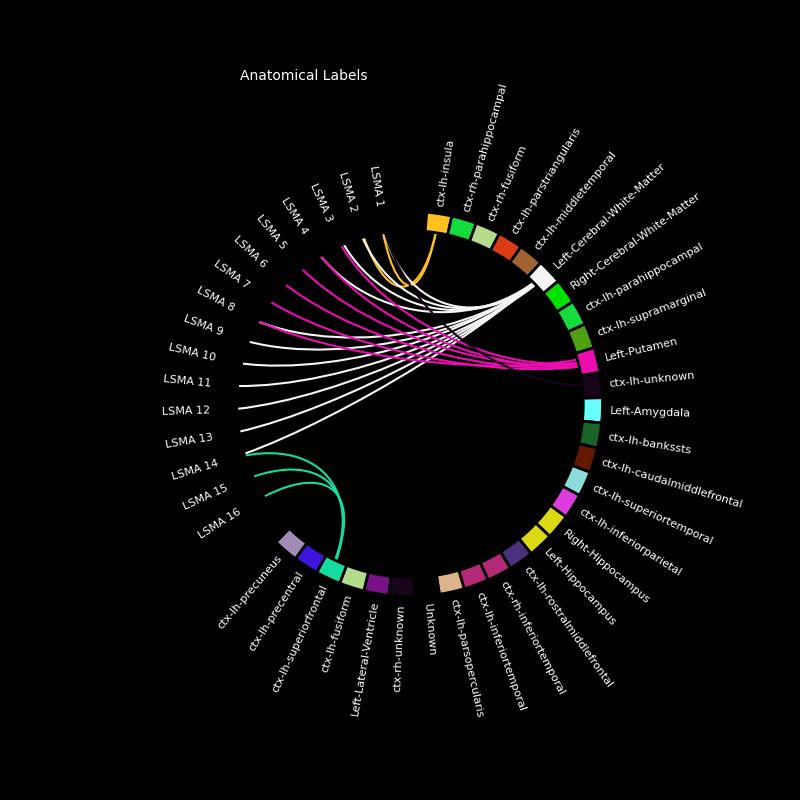 Anatomical Labels
LSMA 1
LSMA 2
LSMA 3
LSMA 4
LSMA 5
LSMA 6
LSMA 7
LSMA 8
LSMA 9
LSMA 10
LSMA 11
LSMA 12
LSMA 13
LSMA 14
LSMA 15
LSMA 16
ctx-lh-insula
ctx-rh-parahippocampal
ctx-rh-fusiform
ctx-lh-parstriangularis
ctx-lh-middletemporal
Left-Cerebral-White-Matter
Right-Cerebral-White-Matter
ctx-lh-parahippocampal
ctx-lh-supramarginal
Left-Putamen
ctx-lh-unknown
Left-Amygdala
ctx-lh-bankssts
ctx-lh-caudalmiddlefrontal
ctx-lh-superiortemporal
ctx-lh-inferiorparietal
Right-Hippocampus
Left-Hippocampus
ctx-lh-rostralmiddlefrontal
ctx-rh-inferiortemporal
ctx-lh-inferiortemporal
ctx-lh-parsopercularis
Unknown
ctx-rh-unknown
Left-Lateral-Ventricle
ctx-lh-fusiform
ctx-lh-superiorfrontal
ctx-lh-precentral
ctx-lh-precuneus